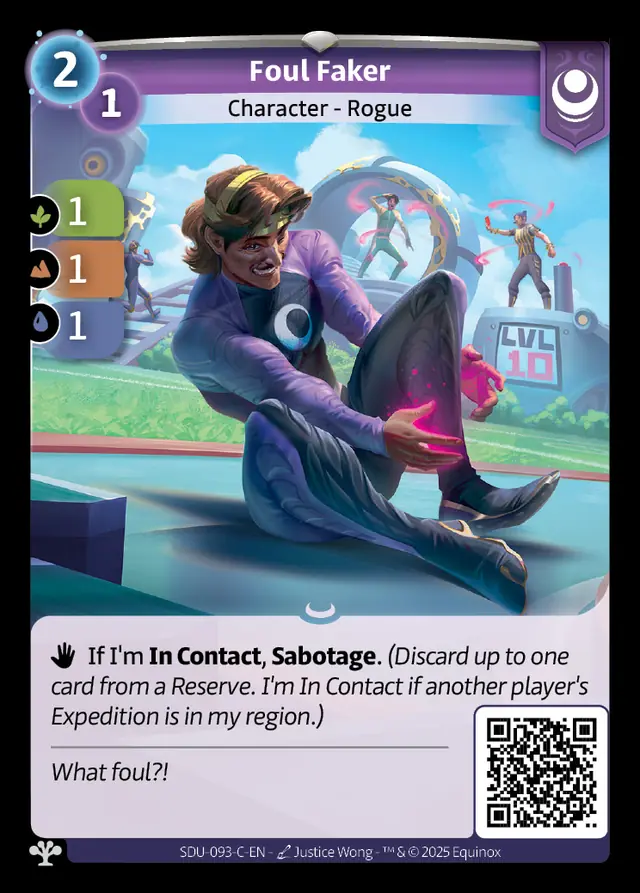 2
Foul Faker
1
Character - Rogue
1
1
1
LVL
10
If I'm In Contact, Sabotage. (Discard up to one
card from a Reserve. I'm In Contact if another player's
Expedition is in my region.)
What foul?!
SDU-093-C-EN - Justice Wong - ™ & © 2025 Equinox